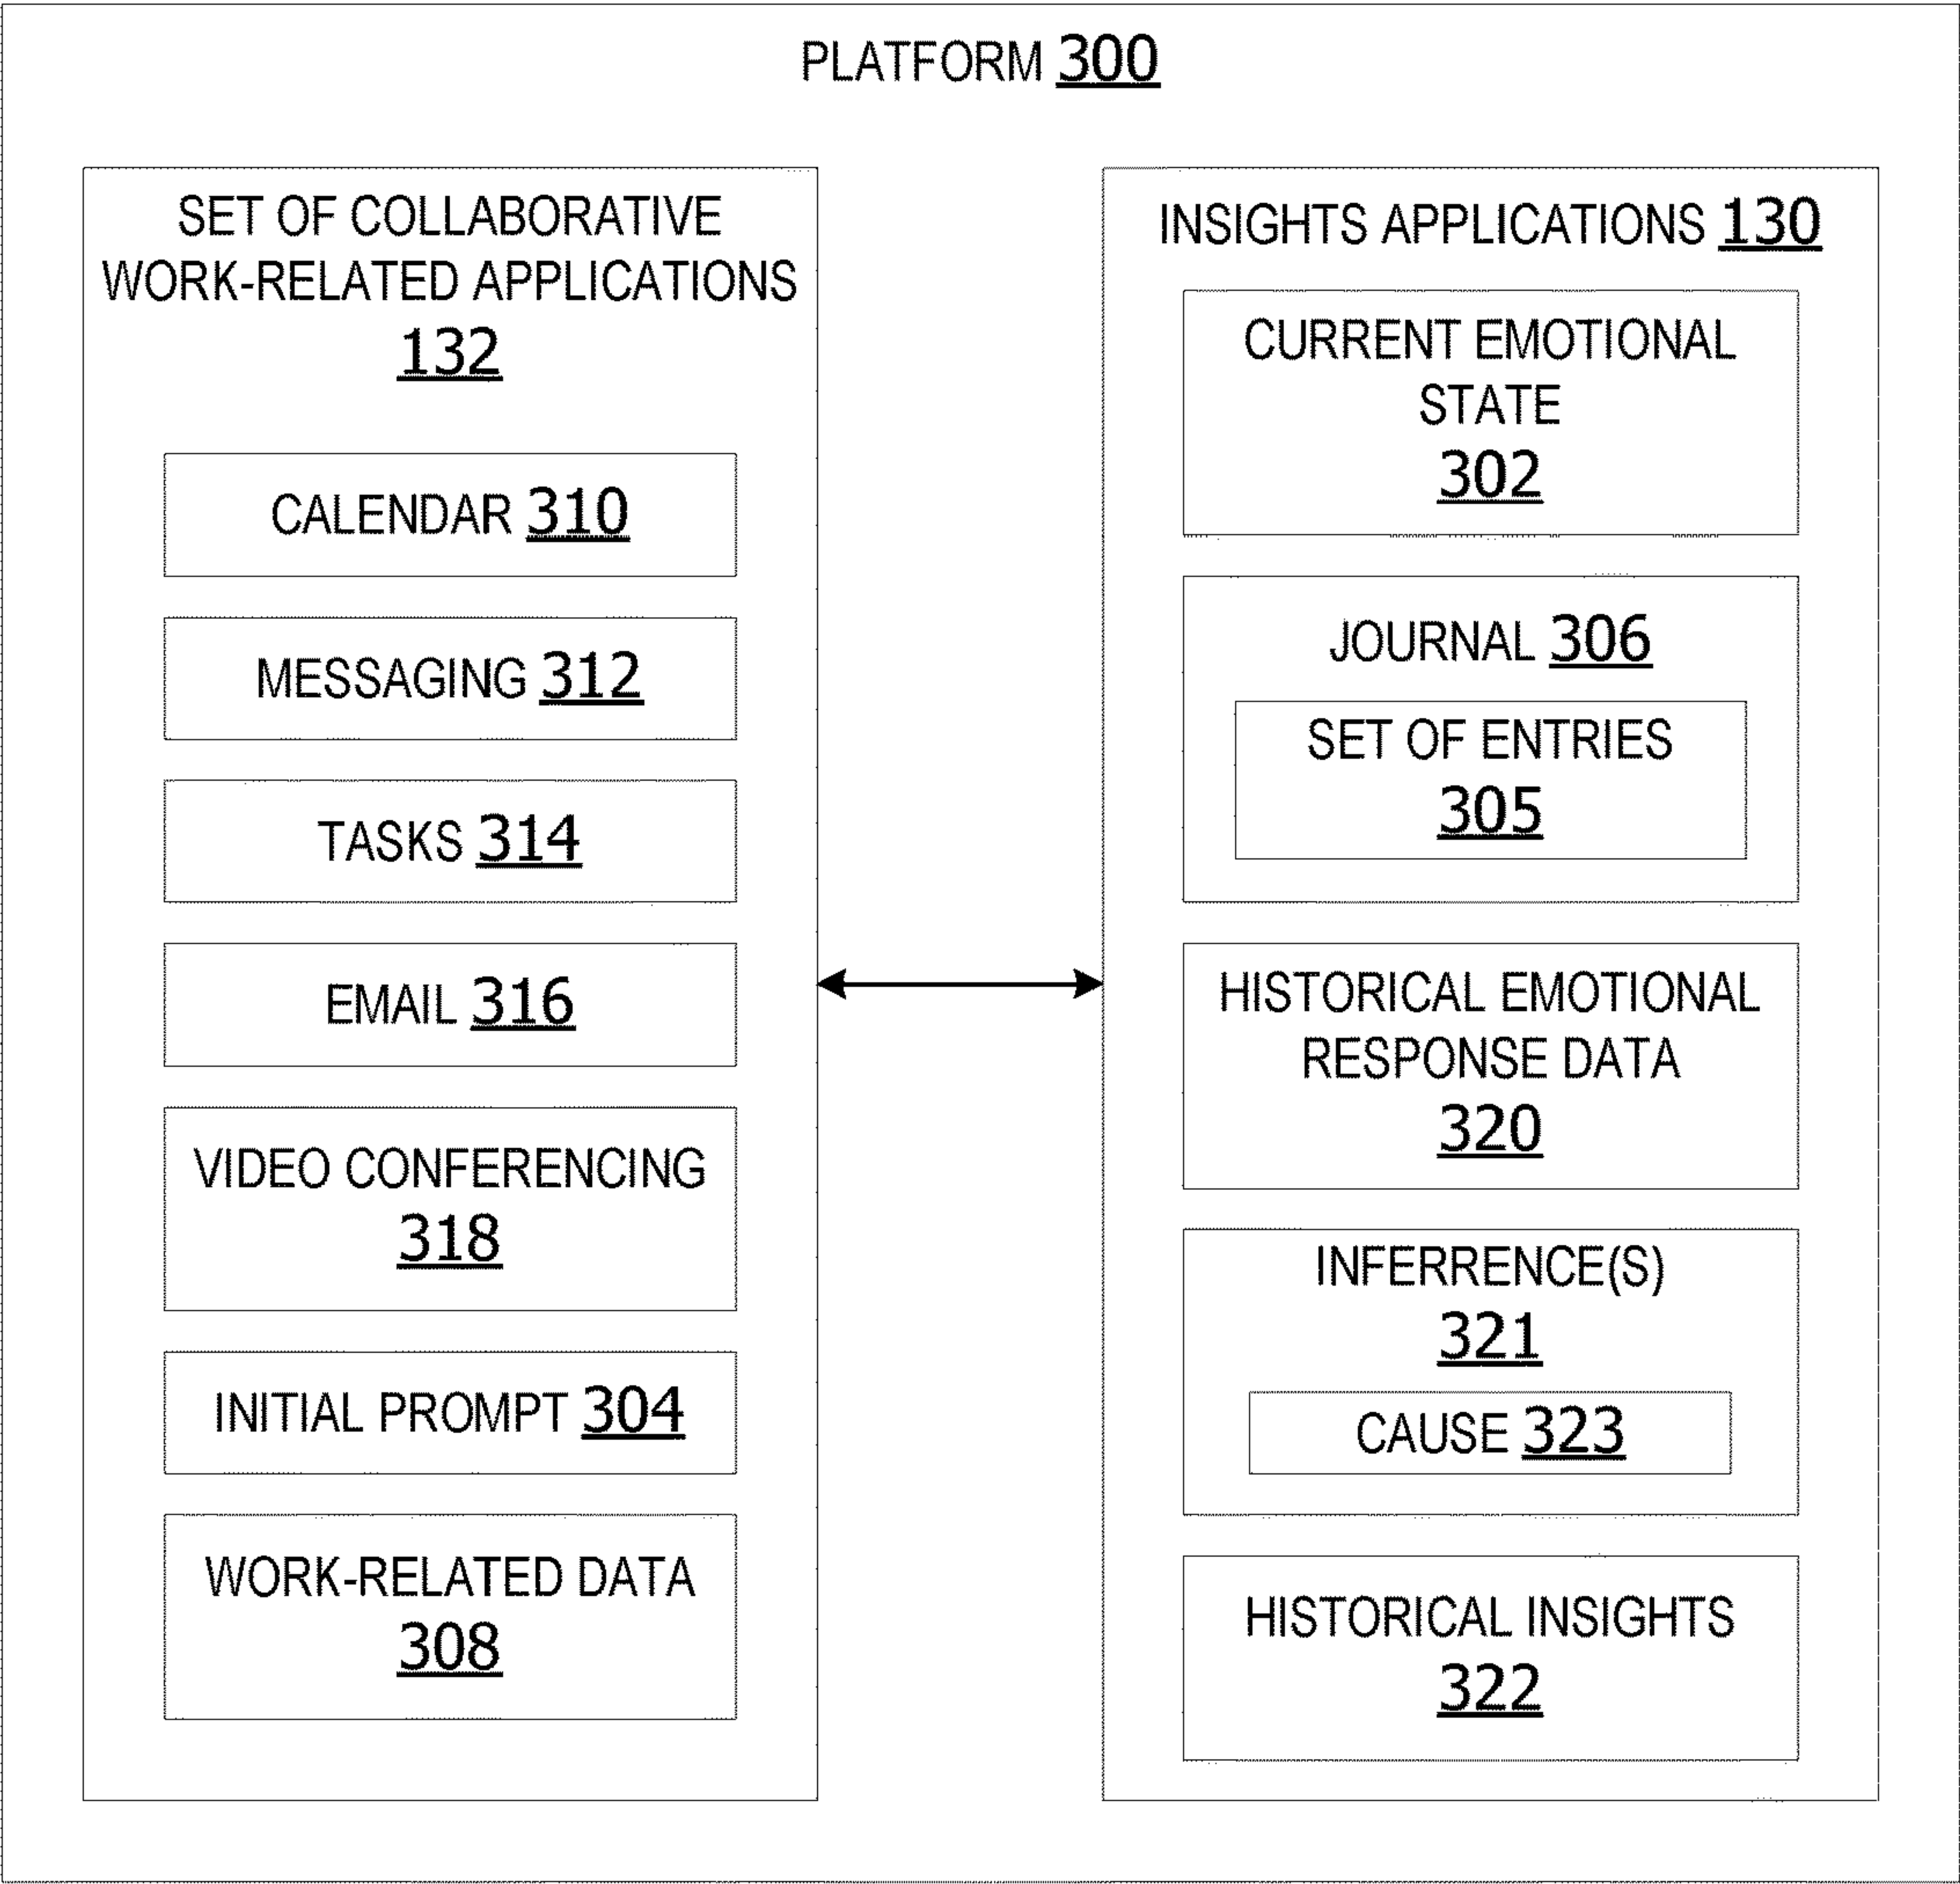 PLATFORM 300
SET OF COLLABORATIVE
WORK-RELATED APPLICATIONS
132
CALENDAR 310
MESSAGING 312
TASKS 314
EMAIL 316
VIDEO CONFERENCING
318
INITIAL PROMPT 304
WORK-RELATED DATA
308
INSIGHTS APPLICATIONS 130
CURRENT EMOTIONAL
STATE
302
JOURNAL 306
SET OF ENTRIES
305
HISTORICAL EMOTIONAL
RESPONSE DATA
320
INFERRENCE(S)
321
CAUSE 323
HISTORICAL INSIGHTS
322